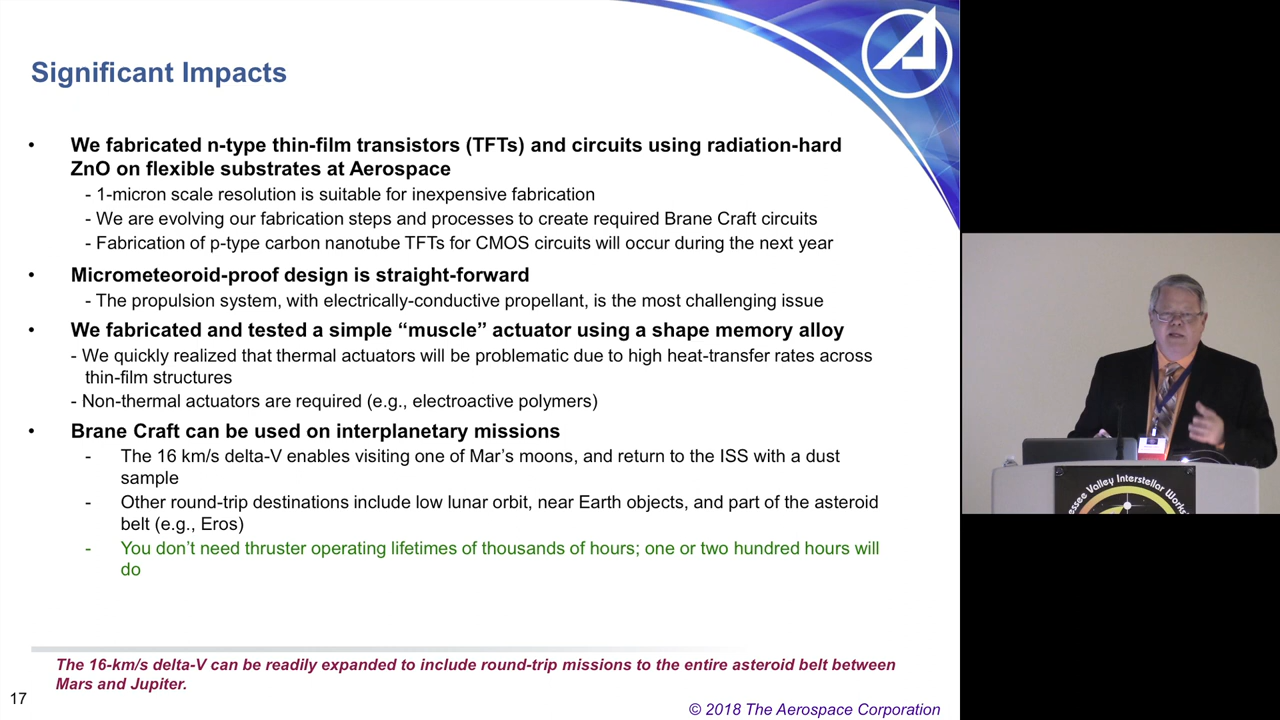 Significant Impacts
• We fabricated n-type thin-film transistors (TFTs) and circuits using radiation-hard
ZnO on flexible substrates at Aerospace
- 1-micron scale resolution is suitable for inexpensive fabrication
- We are evolving our fabrication steps and processes to create required Brane Craft circuits
- Fabrication of p-type carbon nanotube TFTs for CMOS circuits will occur during the next year
• Micrometeoroid-proof design is straight-forward
- The propulsion system, with electrically-conductive propellant, is the most challenging issue
• We fabricated and tested a simple “muscle” actuator using a shape memory alloy
- We quickly realized that thermal actuators will be problematic due to high heat-transfer rates across
thin-film structures
- Non-thermal actuators are required (e.g., electroactive polymers)
• Brane Craft can be used on interplanetary missions
- The 16 km/s delta-V enables visiting one of Mar’s moons, and return to the ISS with a dust
sample
- Other round-trip destinations include low lunar orbit, near Earth objects, and part of the asteroid
belt (e.g., Eros)
- You don’t need thruster operating lifetimes of thousands of hours; one or two hundred hours will
do
The 16-km/s delta-V can be readily expanded to include round-trip missions to the entire asteroid belt between
Mars and Jupiter.
17
© 2018 The Aerospace Corporation
essee Valley Interstellar Works